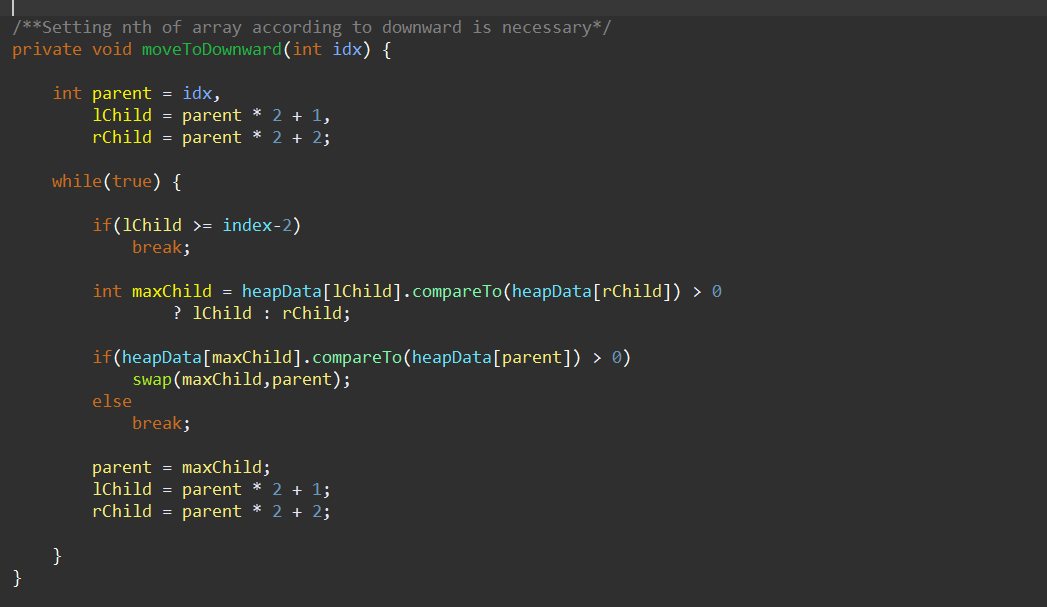 /**Setting nth of array according to downward is necessary*/
private void moveToDownward(int idx) {
int parent = idx,
lChild = parent * 2 + 1,
rChild = parent * 2 + 2;
while(true) {
if(lChild >= index-2)
break;
int maxChild = heapData[lChild].compareTo(heapData[rChild]) > 0
? lChild : rChild;
if(heapData[maxChild].compareTo(heapData[parent]) > 0)
swap(maxChild,parent);
else
break;
parent = maxChild;
lChild = parent * 2 + 1;
rChild = parent * 2 + 2;
}
}